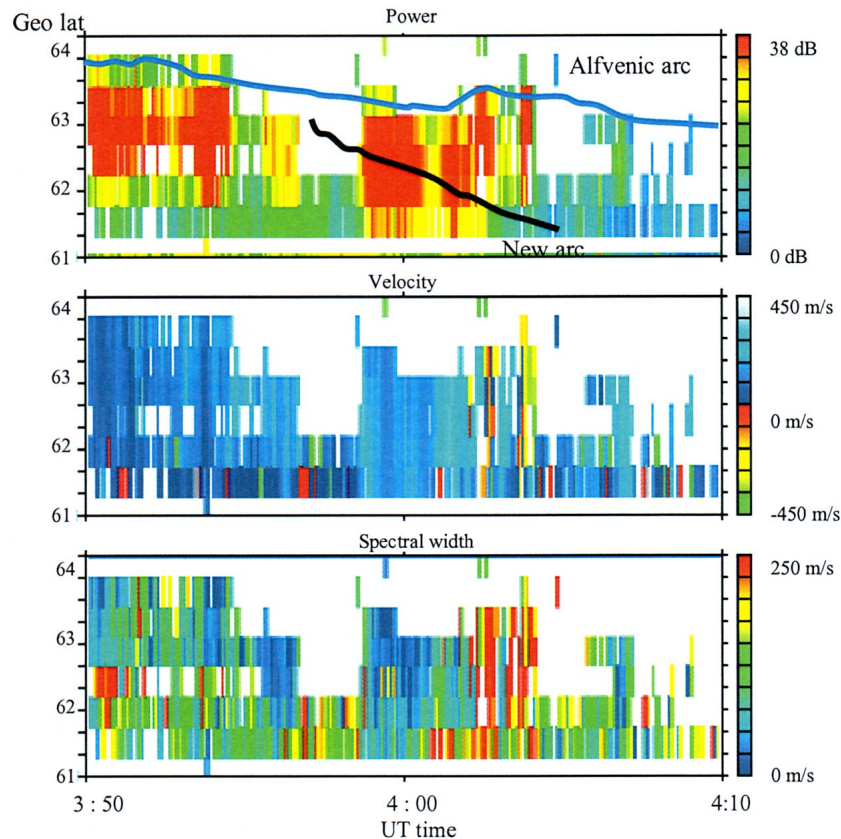 Geo lat
Power
64
63
62
61
38 dB
0 dB
Alfvenic arc
New arc
Velocity
64
63
62
61
450 m/s
0 m/s
-450 m/s
Spectral width
64
63
62
61
250 m/s
0 m/s
3 : 50
4 : 00
4:10
UT time